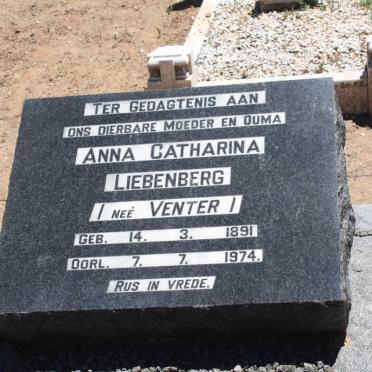 TER GEDAGTENIS AAN
ONS DIERBARE MOEDER EN OUMA
ANNA CATHARINA
LIEBENBERG
( NEÉ VENTER )
GEB. 14. 3. 1891
OORL. 7. 7. 1974.
RUS IN VREDE.